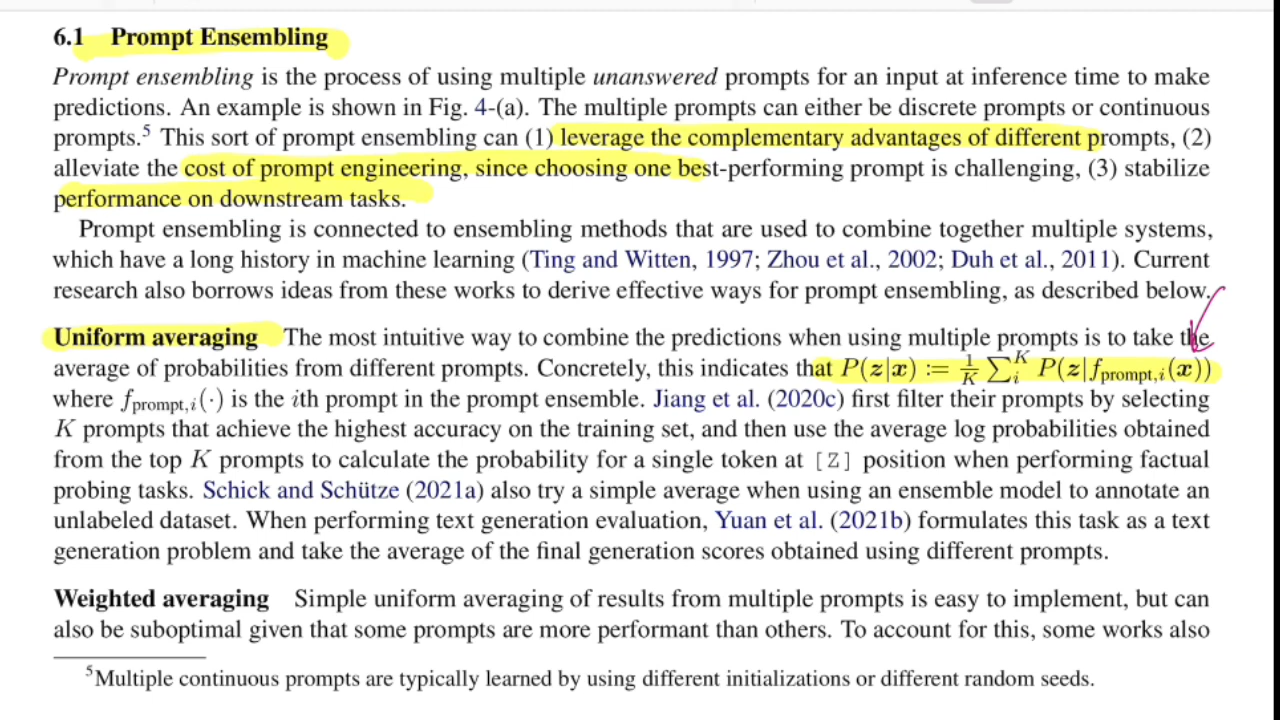 6.1 Prompt Ensembling
Prompt ensembling is the process of using multiple unanswered prompts for an input at inference time to make
predictions. An example is shown in Fig. 4-(a). The multiple prompts can either be discrete prompts or continuous
prompts.⁵ This sort of prompt ensembling can (1) leverage the complementary advantages of different prompts, (2)
alleviate the cost of prompt engineering, since choosing one best-performing prompt is challenging, (3) stabilize
performance on downstream tasks.
Prompt ensembling is connected to ensembling methods that are used to combine together multiple systems,
which have a long history in machine learning (Ting and Witten, 1997; Zhou et al., 2002; Duh et al., 2011). Current
research also borrows ideas from these works to derive effective ways for prompt ensembling, as described below.
Uniform averaging The most intuitive way to combine the predictions when using multiple prompts is to take the
average of probabilities from different prompts. Concretely, this indicates that P(z|x) := 1/K ∑ᵢᴷ P(z|f_prompt,i(x))
where f_prompt,i(·) is the ith prompt in the prompt ensemble. Jiang et al. (2020c) first filter their prompts by selecting
K prompts that achieve the highest accuracy on the training set, and then use the average log probabilities obtained
from the top K prompts to calculate the probability for a single token at [Z] position when performing factual
probing tasks. Schick and Schütze (2021a) also try a simple average when using an ensemble model to annotate an
unlabeled dataset. When performing text generation evaluation, Yuan et al. (2021b) formulates this task as a text
generation problem and take the average of the final generation scores obtained using different prompts.
Weighted averaging Simple uniform averaging of results from multiple prompts is easy to implement, but can
also be suboptimal given that some prompts are more performant than others. To account for this, some works also
⁵Multiple continuous prompts are typically learned by using different initializations or different random seeds.